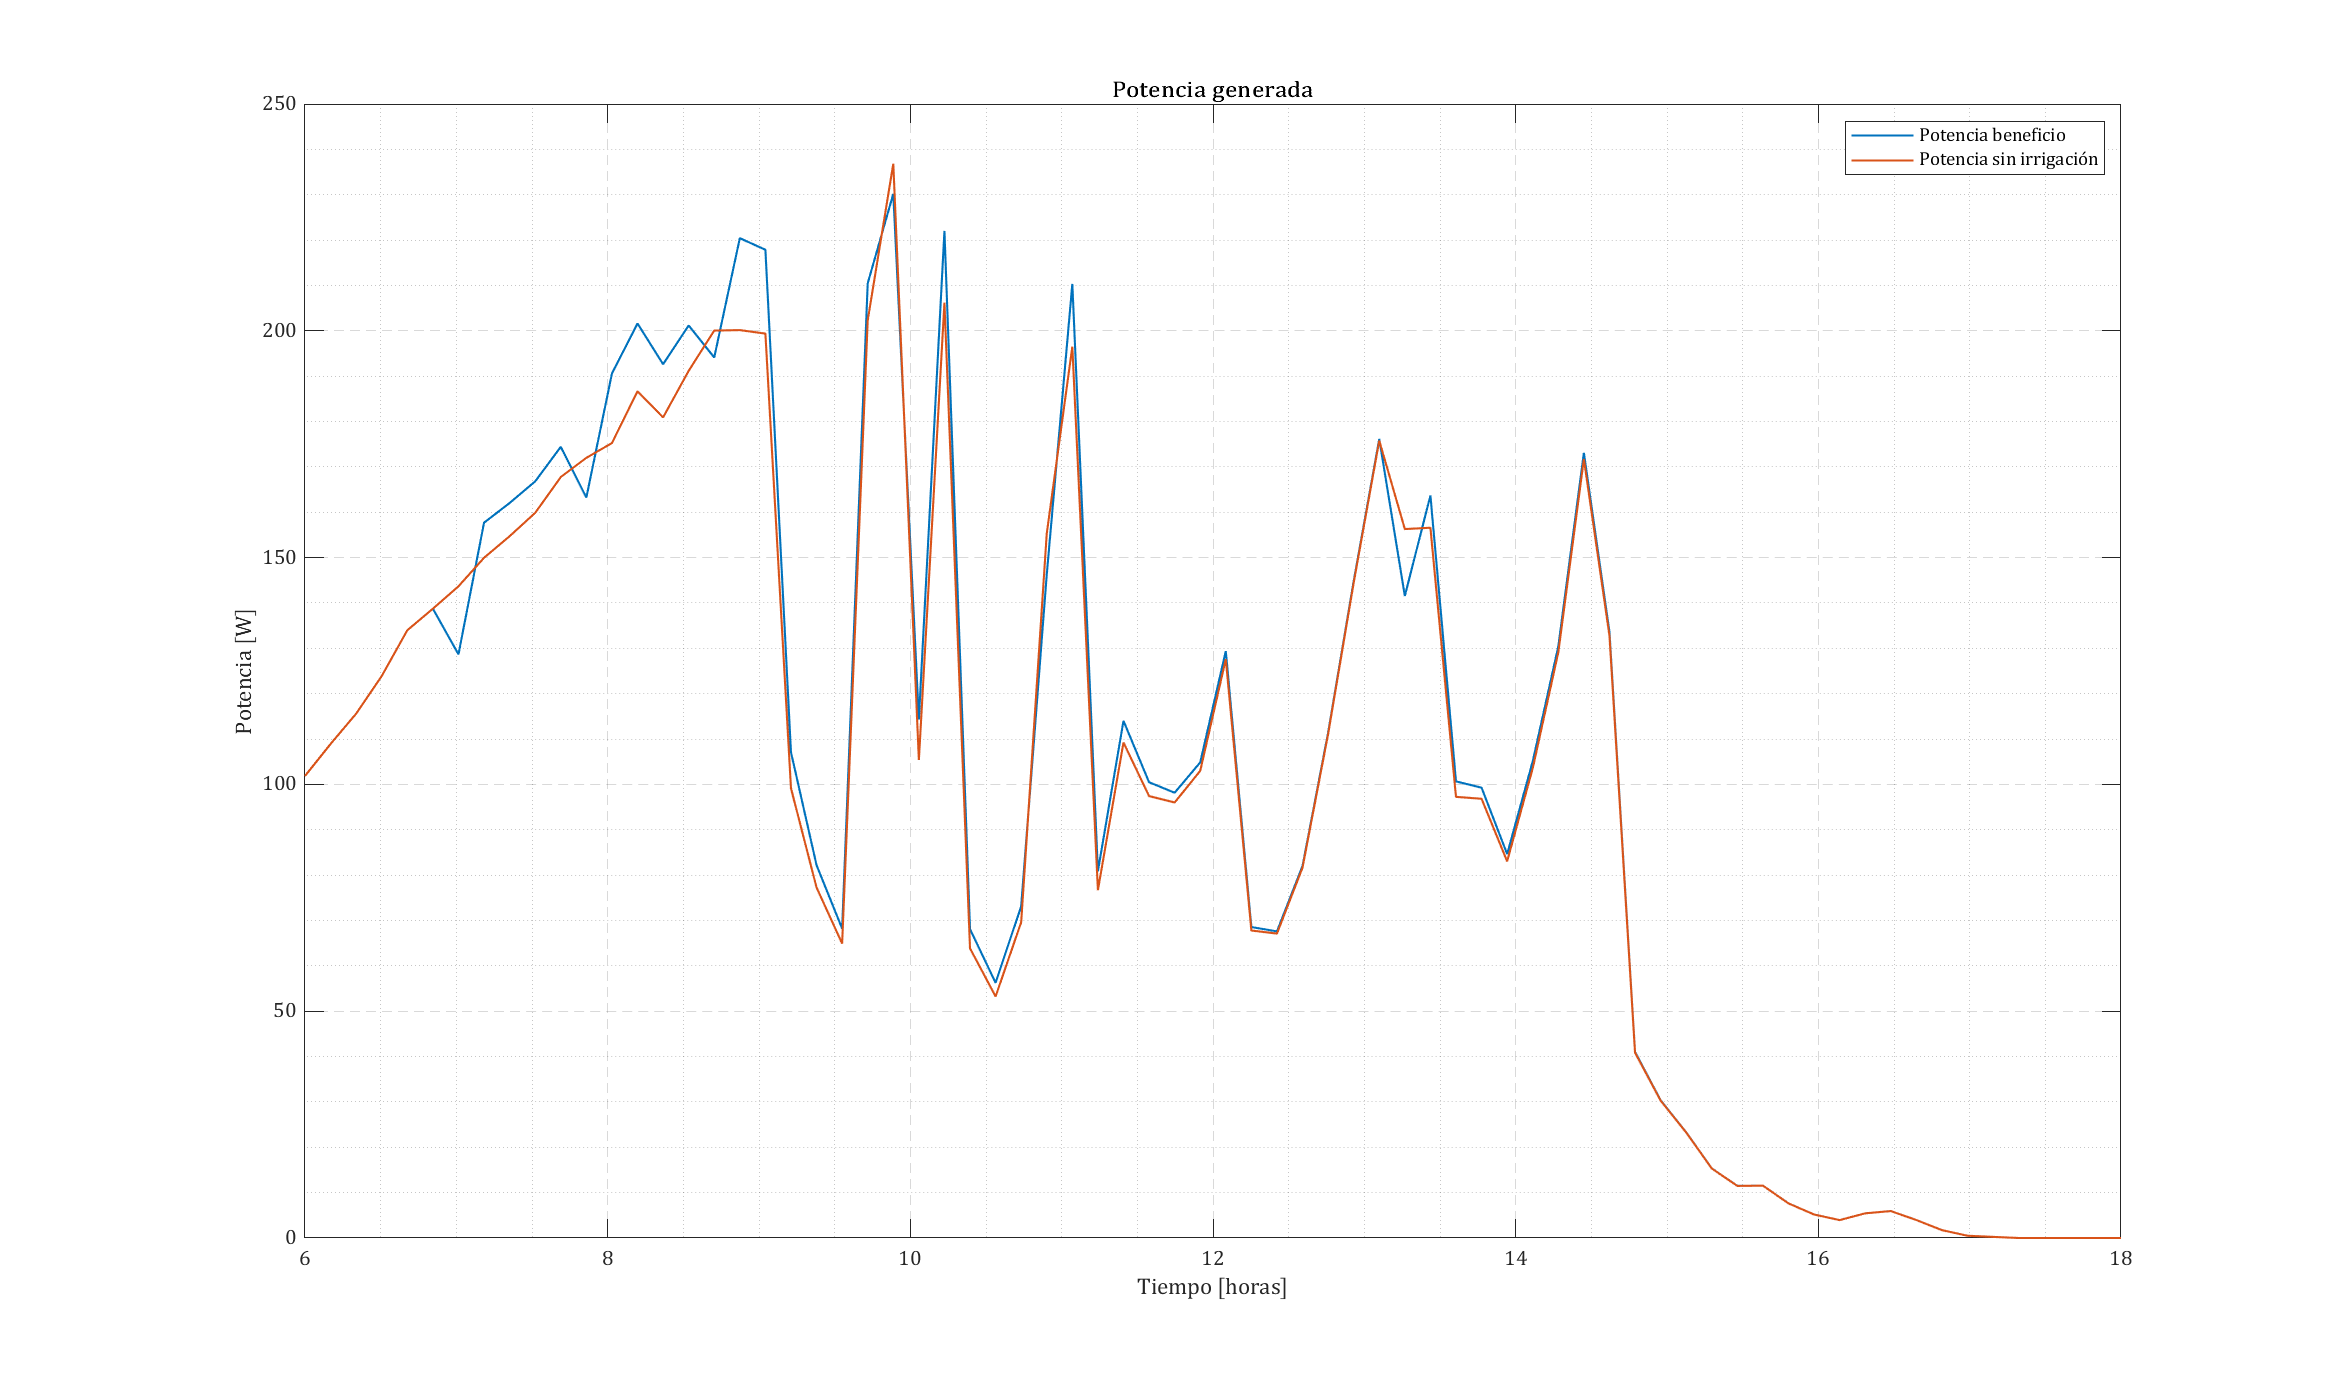 Potencia generada
250
200
150
100
50
0
Potencia [W]
6 8 10 12 14 16 18
Tiempo [horas]
Potencia beneficio
Potencia sin irrigación